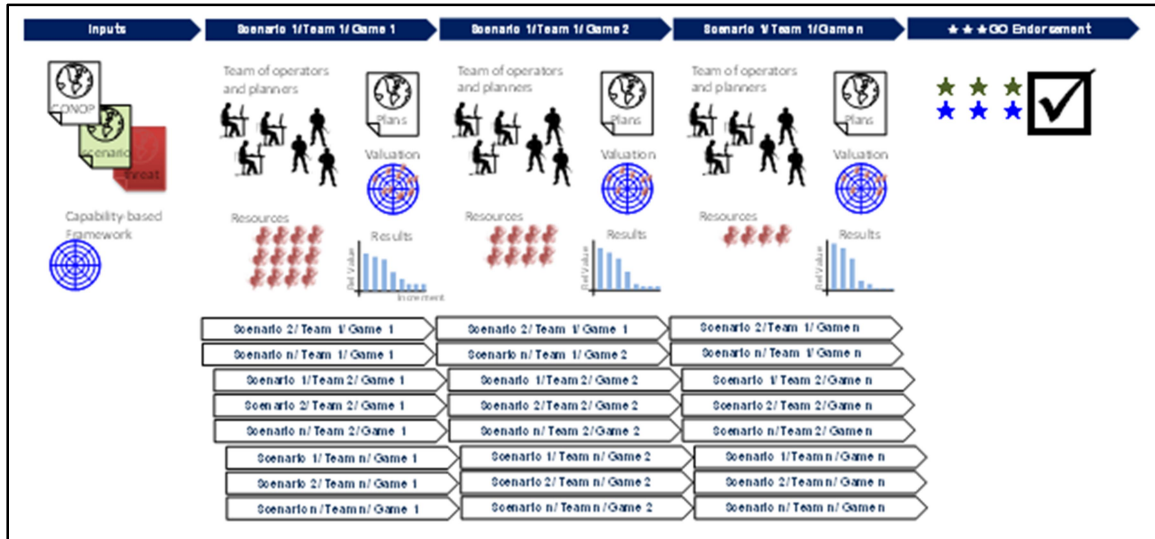 Inputs
Scenario 1/Team 1/Game 1
Scenario 1/Team 1/Game 2
Scenario 1/Team 1/Game n
★★★GO Endorsement
CONOP
scenario
threat
Capability-based
Framework
Team of operators
and planners
Plans
Valuation
Resources
Results
Rel Value
Increment
Team of operators
and planners
Plans
Valuation
Resources
Results
Rel Value
Team of operators
and planners
Plans
Valuation
Resources
Results
Rel Value
Scenario 2/ Team 1/ Game 1
Scenario 2/ Team 1/ Game 1
Scenario 2/ Team 1/ Game n
Scenario n/ Team 1/ Game 1
Scenario n/ Team 1/ Game 2
Scenario n/ Team 1/ Game n
Scenario 1/ Team 2/ Game 1
Scenario 1/ Team 2/ Game 2
Scenario 1/ Team 2/ Game n
Scenario 2/ Team 2/ Game 1
Scenario 2/ Team 2/ Game 2
Scenario 2/ Team 2/ Game n
Scenario n/ Team 2/ Game 1
Scenario n/ Team 2/ Game 2
Scenario n/ Team 2/ Game n
Scenario 1/ Team n/ Game 1
Scenario 1/ Team n/ Game 2
Scenario 1/ Team n/ Game n
Scenario 2/ Team n/ Game 1
Scenario 2/ Team n/ Game 2
Scenario 2/ Team n/ Game n
Scenario n/ Team n/ Game 1
Scenario n/ Team n/ Game 2
Scenario n/ Team n/ Game n